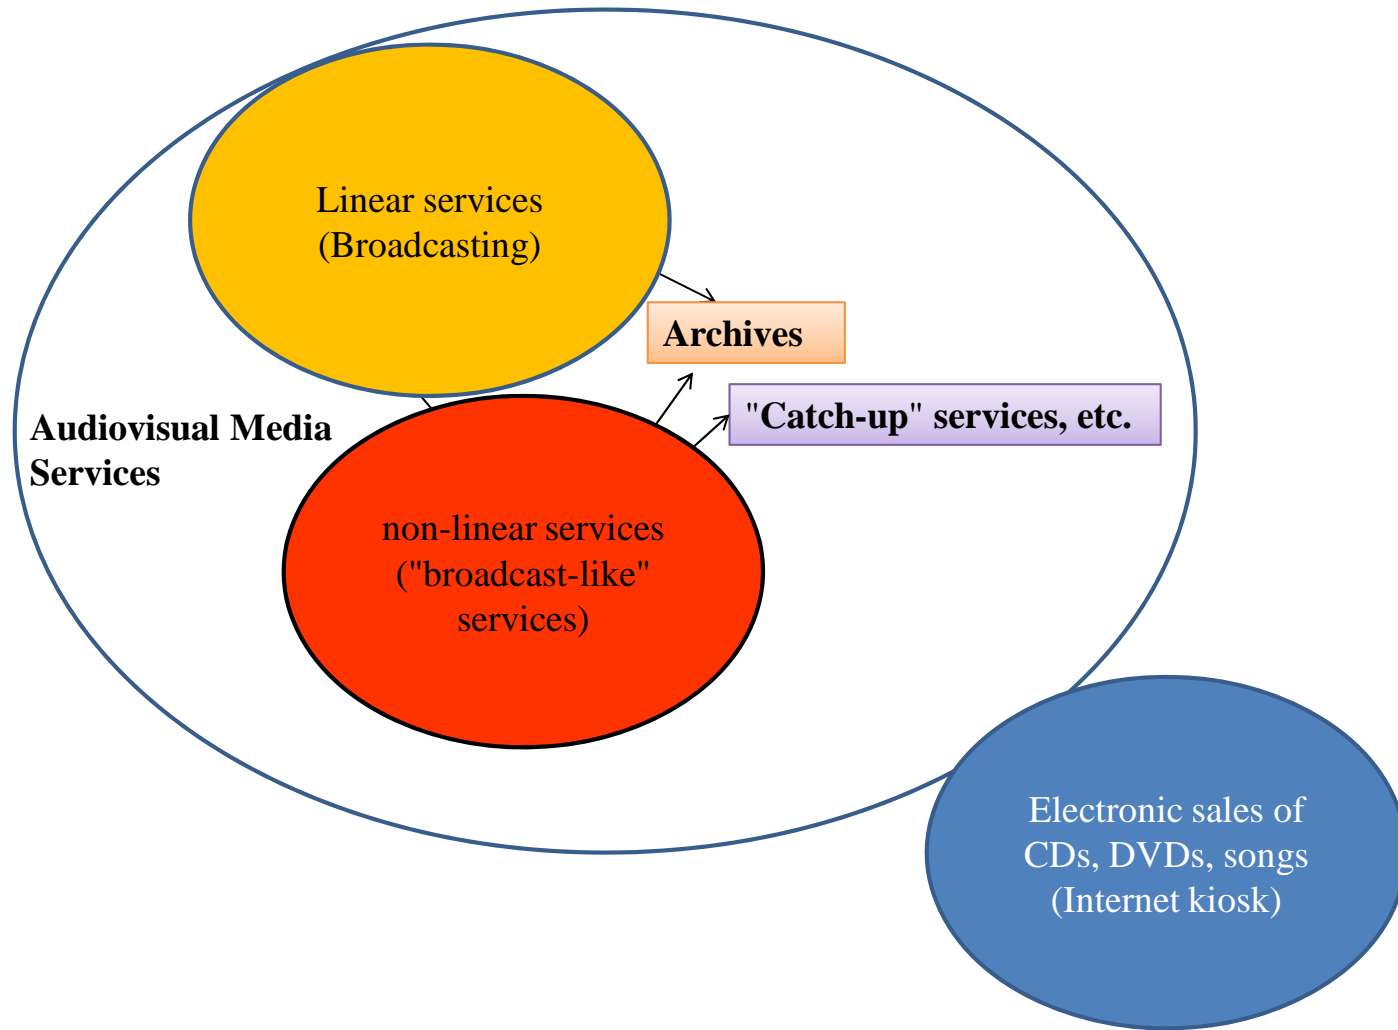 Linear services
(Broadcasting)
Archives
"Catch-up" services, etc.
Audiovisual Media
Services
non-linear services
("broadcast-like"
services)
Electronic sales of
CDs, DVDs, songs
(Internet kiosk)